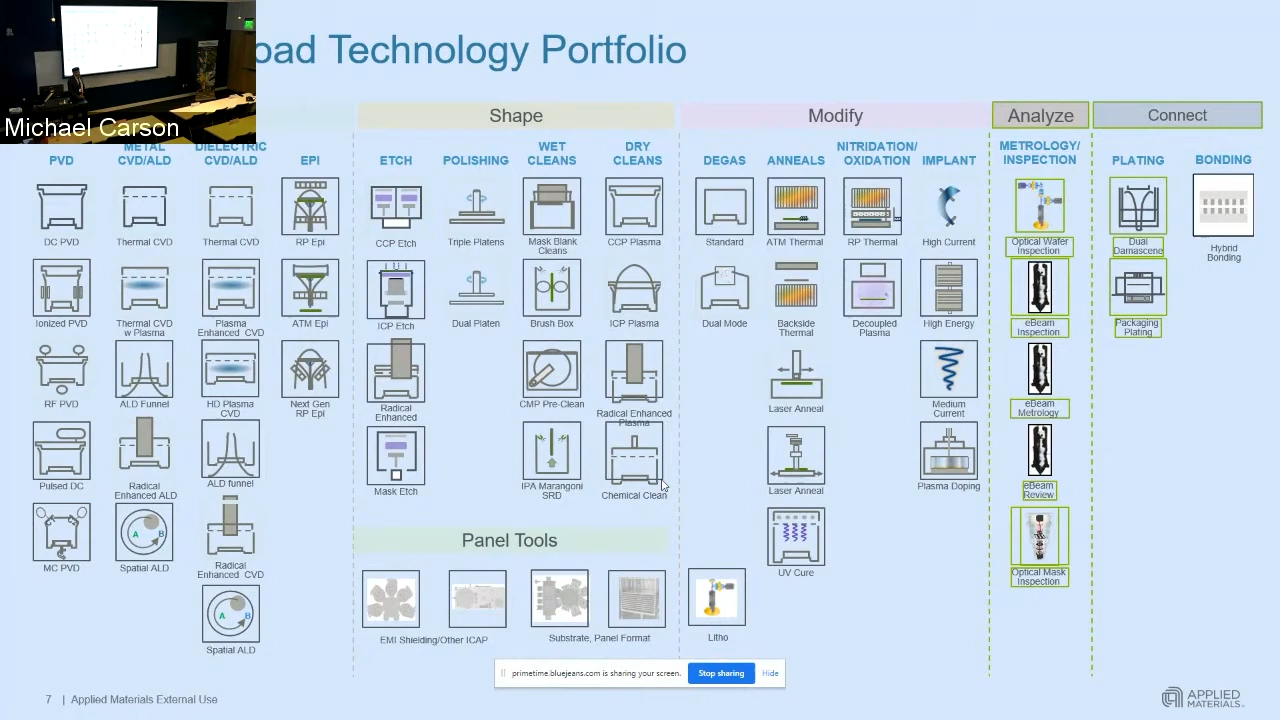 oad Technology Portfolio
Michael Carson
Shape
Modify
Analyze
Connect
PVD
METAL
CVD/ALD
DIELECTRIC
CVD/ALD
EPI
ETCH
POLISHING
WET
CLEANS
DRY
CLEANS
DEGAS
ANNEALS
NITRIDATION/
OXIDATION
IMPLANT
METROLOGY/
INSPECTION
PLATING
BONDING
DC PVD
Thermal CVD
Thermal CVD
RP Epi
CCP Etch
Triple Platens
Mask Blank
Cleans
CCP Plasma
Standard
ATM Thermal
RP Thermal
High Current
Optical Wafer
Inspection
Dual
Damascene
Hybrid
Bonding
Ionized PVD
Thermal CVD
w Plasma
Plasma
Enhanced CVD
ATM Epi
ICP Etch
Dual Platen
Brush Box
ICP Plasma
Dual Mode
Backside
Thermal
Decoupled
Plasma
High Energy
eBeam
Inspection
Packaging
Plating
RF PVD
ALD Funnel
HD Plasma
CVD
Next Gen
RP Epi
Radical
Enhanced
CMP Pre-Clean
Radical Enhanced
Plasma
Laser Anneal
Medium
Current
eBeam
Metrology
Pulsed DC
Radical
Enhanced ALD
ALD funnel
Mask Etch
IPA Marangoni
SRD
Chemical Clean
Laser Anneal
Plasma Doping
eBeam
Review
MC PVD
A
B
Spatial ALD
Radical
Enhanced CVD
UV Cure
Optical Mask
Inspection
A
B
Spatial ALD
Panel Tools
EMI Shielding/Other ICAP
Substrate, Panel Format
Litho
primetime.bluejeans.com is sharing your screen.
Stop sharing
Hide
7 | Applied Materials External Use
APPLIED
MATERIALS